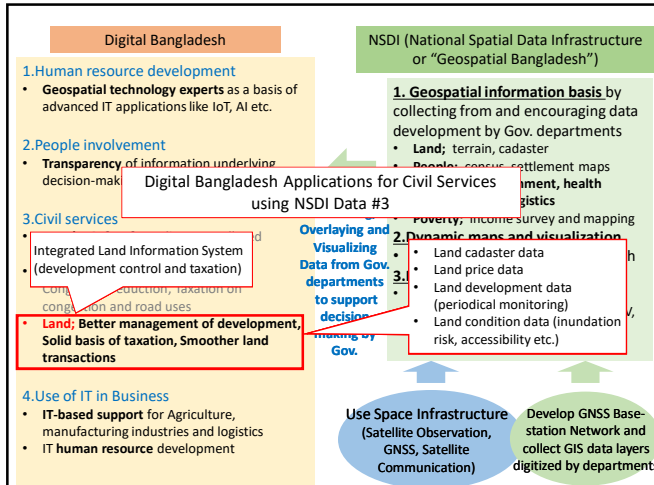 Digital Bangladesh
1.Human resource development
• Geospatial technology experts as a basis of
advanced IT applications like IoT, AI etc.
2.People involvement
• Transparency of information underlying
decision-mak
3.Civil services
Integrated Land Information System
(development control and taxation)
Congestion reduction, Taxation on
congestion and road uses
• Land; Better management of development,
Solid basis of taxation, Smoother land
transactions
4.Use of IT in Business
• IT-based support for Agriculture,
manufacturing industries and logistics
• IT human resource development
Digital Bangladesh Applications for Civil Services
using NSDI Data #3
Overlaying and
Visualizing
Data from Gov.
departments
to support
decision
making by
Gov.
NSDI (National Spatial Data Infrastructure
or “Geospatial Bangladesh”)
1. Geospatial information basis by
collecting from and encouraging data
development by Gov. departments
• Land; terrain, cadaster
• People; census, settlement maps
nment, health
gistics
• Poverty; income survey and mapping
2.Dynamic maps and visualization
3.
• Land cadaster data
• Land price data
• Land development data
(periodical monitoring)
• Land condition data (inundation
risk, accessibility etc.)
Use Space Infrastructure
(Satellite Observation,
GNSS, Satellite
Communication)
Develop GNSS Base-
station Network and
collect GIS data layers
digitized by departments